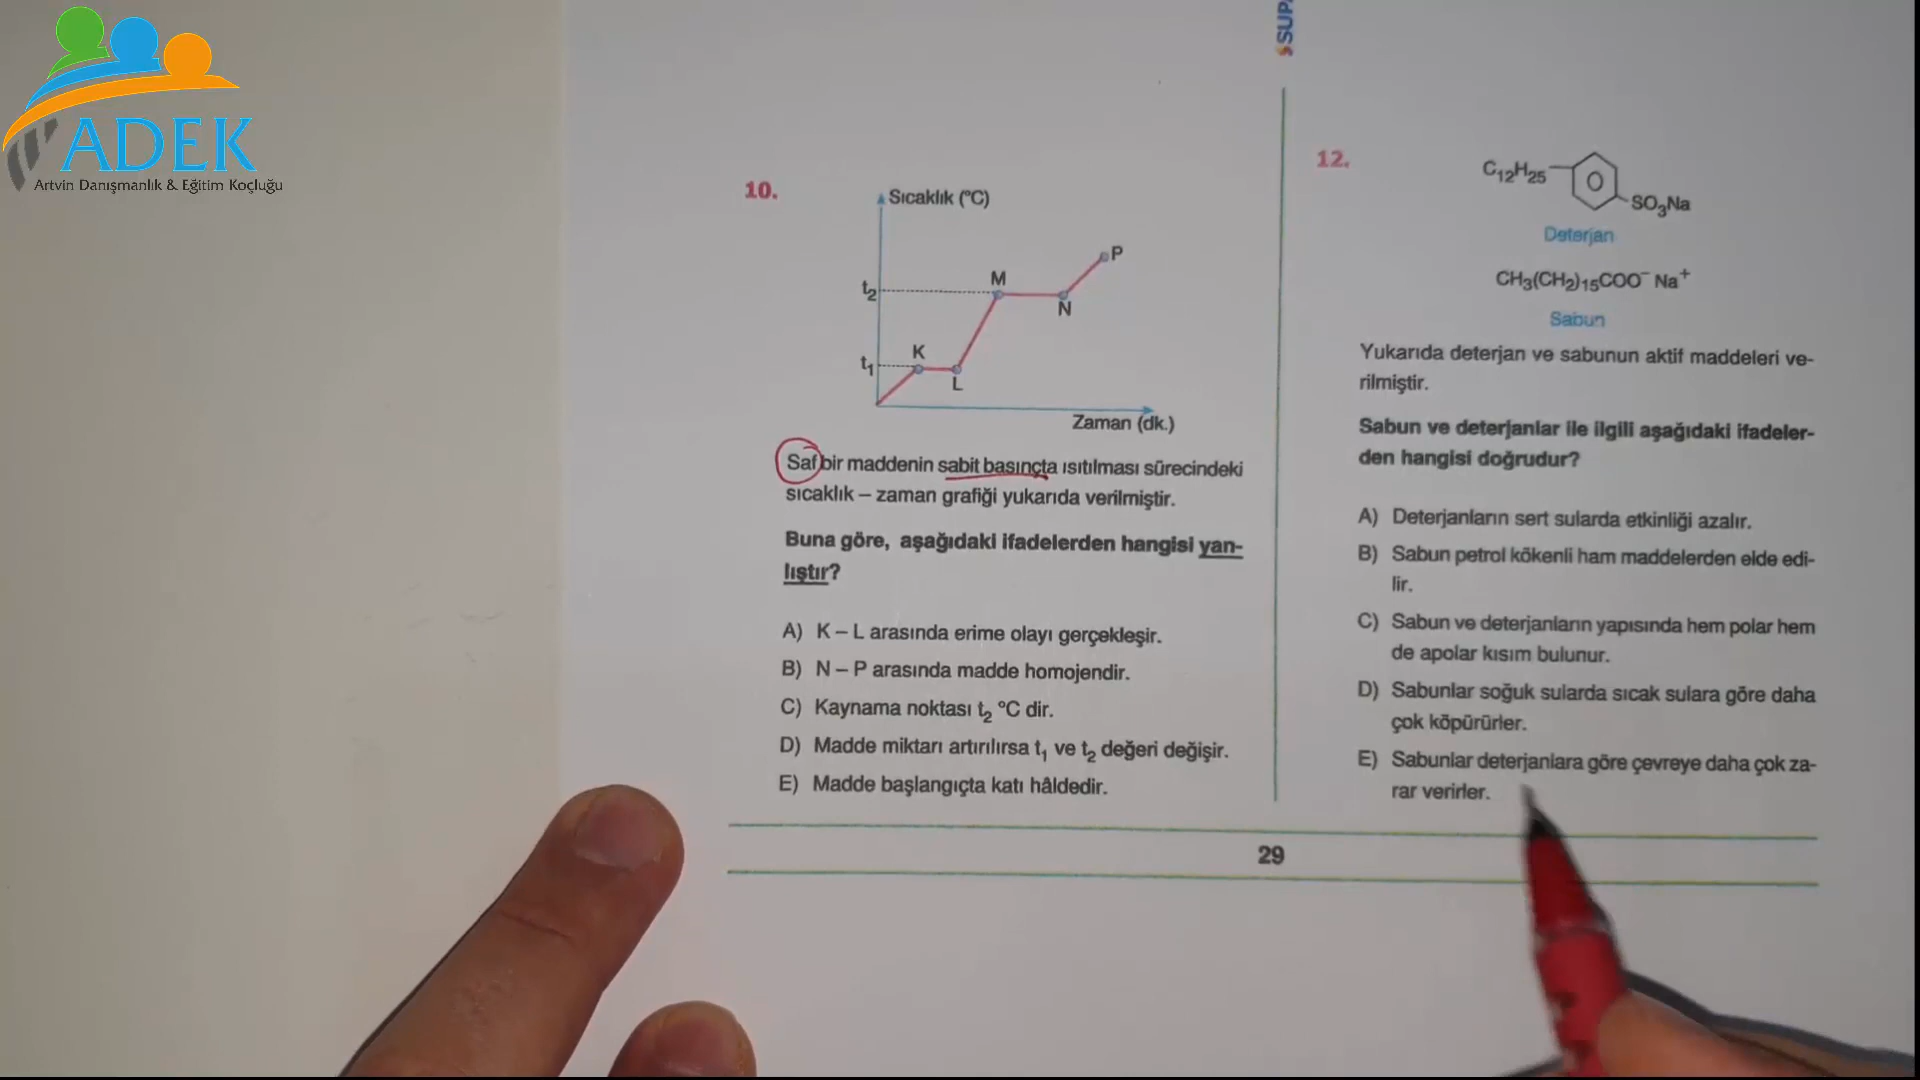 ADEK
Artvin Danışmanlık & Eğitim Koçluğu
SUPA
10.
Sıcaklık (°C)
P
M
t₂
N
K
t₁
L
Zaman (dk.)
Saf bir maddenin sabit basınçta ısıtılması sürecindeki
sıcaklık – zaman grafiği yukarıda verilmiştir.
Buna göre, aşağıdaki ifadelerden hangisi yan-
lıştır?
A) K – L arasında erime olayı gerçekleşir.
B) N – P arasında madde homojendir.
C) Kaynama noktası t₂ °C dir.
D) Madde miktarı artırılırsa t₁ ve t₂ değeri değişir.
E) Madde başlangıçta katı hâldedir.
12.
C₁₂H₂₅
SO₃Na
Deterjan
CH₃(CH₂)₁₅COO⁻ Na⁺
Sabun
Yukarıda deterjan ve sabunun aktif maddeleri ve-
rilmiştir.
Sabun ve deterjanlar ile ilgili aşağıdaki ifadeler-
den hangisi doğrudur?
A) Deterjanların sert sularda etkinliği azalır.
B) Sabun petrol kökenli ham maddelerden elde edi-
lir.
C) Sabun ve deterjanların yapısında hem polar hem
de apolar kısım bulunur.
D) Sabunlar soğuk sularda sıcak sulara göre daha
çok köpürürler.
E) Sabunlar deterjanlara göre çevreye daha çok za-
rar verirler.
29